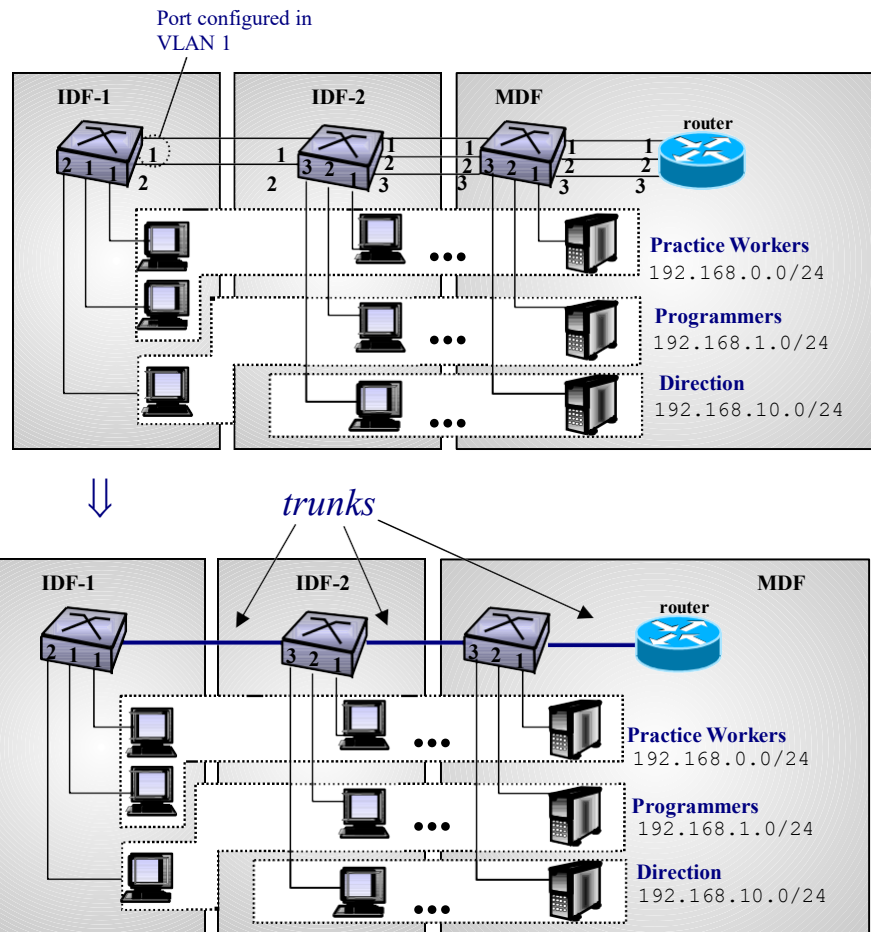 Port configured in
VLAN 1
IDF-1 IDF-2 MDF
router
1 1 1 1 1 1
2 1 1 3 2 1 2 2 3 2 1 2 2
2 2 3 3 3 3
Practice Workers
192.168.0.0/24
Programmers
192.168.1.0/24
Direction
192.168.10.0/24
⇓
trunks
IDF-1 IDF-2 MDF
router
2 1 1 3 2 1 3 2 1
Practice Workers
192.168.0.0/24
Programmers
192.168.1.0/24
Direction
192.168.10.0/24